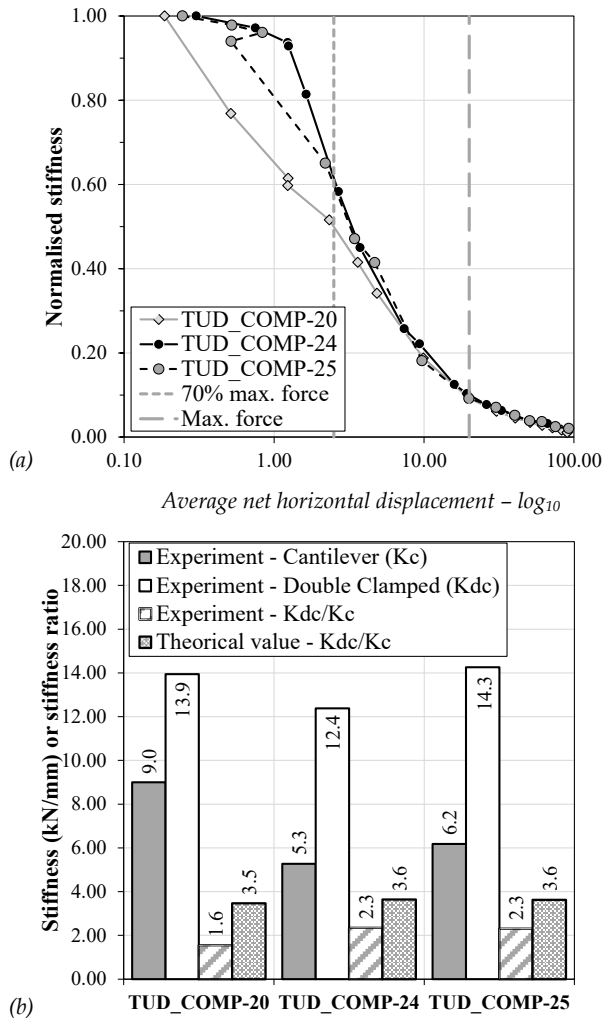 1.00
0.80
0.60
0.40
0.20
0.00
Normalised stiffness
TUD_COMP-20
TUD_COMP-24
TUD_COMP-25
70% max. force
Max. force
0.10 1.00 10.00 100.00
(a)
Average net horizontal displacement – log10
20.00
18.00
16.00
14.00
12.00
10.00
8.00
6.00
4.00
2.00
0.00
Stiffness (kN/mm) or stiffness ratio
Experiment - Cantilever (Kc)
Experiment - Double Clamped (Kdc)
Experiment - Kdc/Kc
Theorical value - Kdc/Kc
9.0 13.9 1.6 3.5 5.3 12.4 2.3 3.6 6.2 14.3 2.3 3.6
TUD_COMP-20 TUD_COMP-24 TUD_COMP-25
(b)